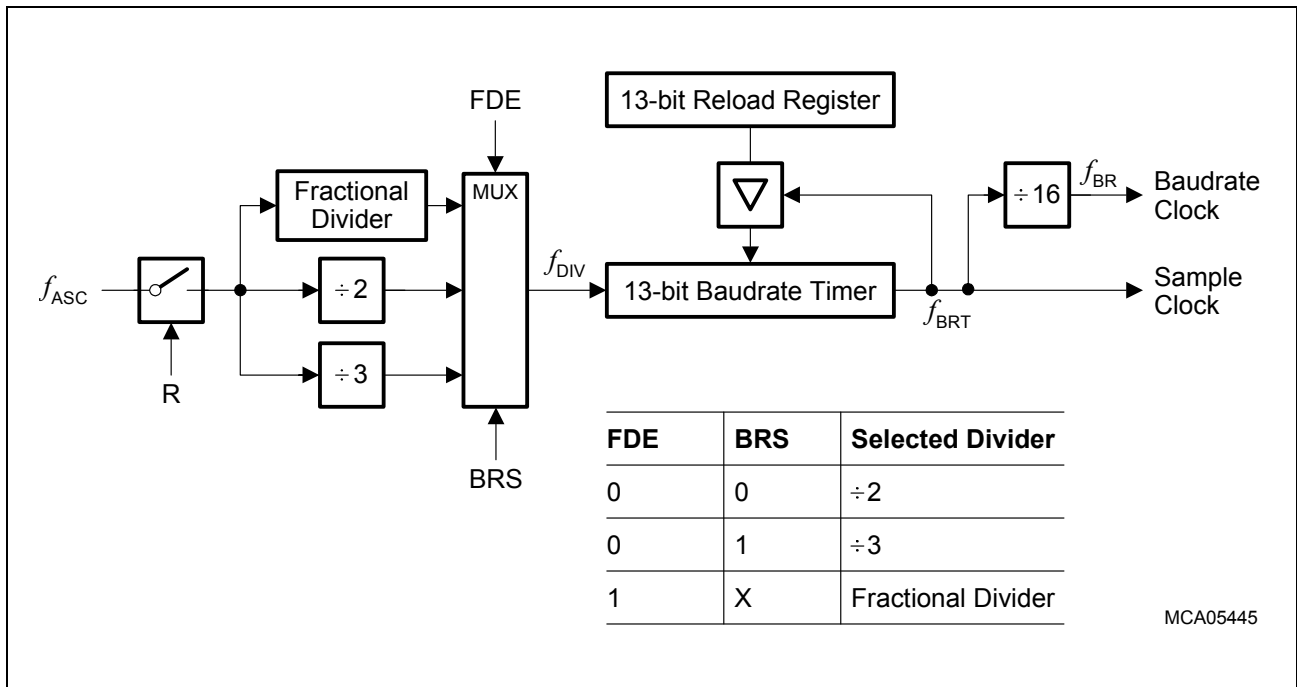 FDE
13-bit Reload Register
Fractional
Divider
MUX
÷16
fBR
Baudrate
Clock
fASC
÷2
fDIV
13-bit Baudrate Timer
fBRT
Sample
Clock
R
÷3
BRS
FDE BRS Selected Divider
0 0 ÷2
0 1 ÷3
1 X Fractional Divider
MCA05445